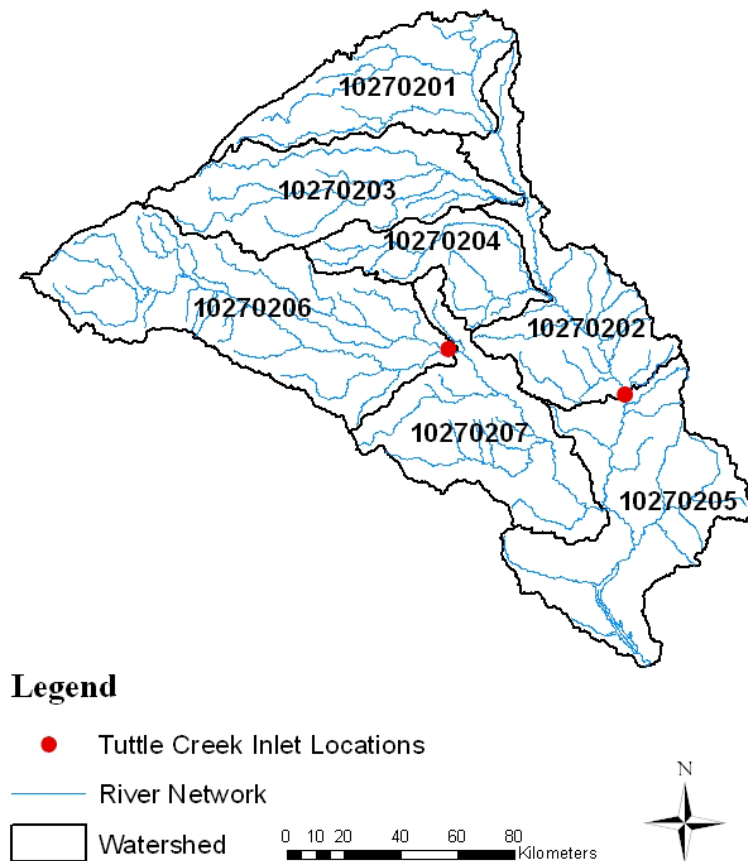 10270201
10270203
10270204
10270206
10270202
10270207
10270205
Legend
Tuttle Creek Inlet Locations
River Network
Watershed
N
0 10 20 40 60 80
Kilometers